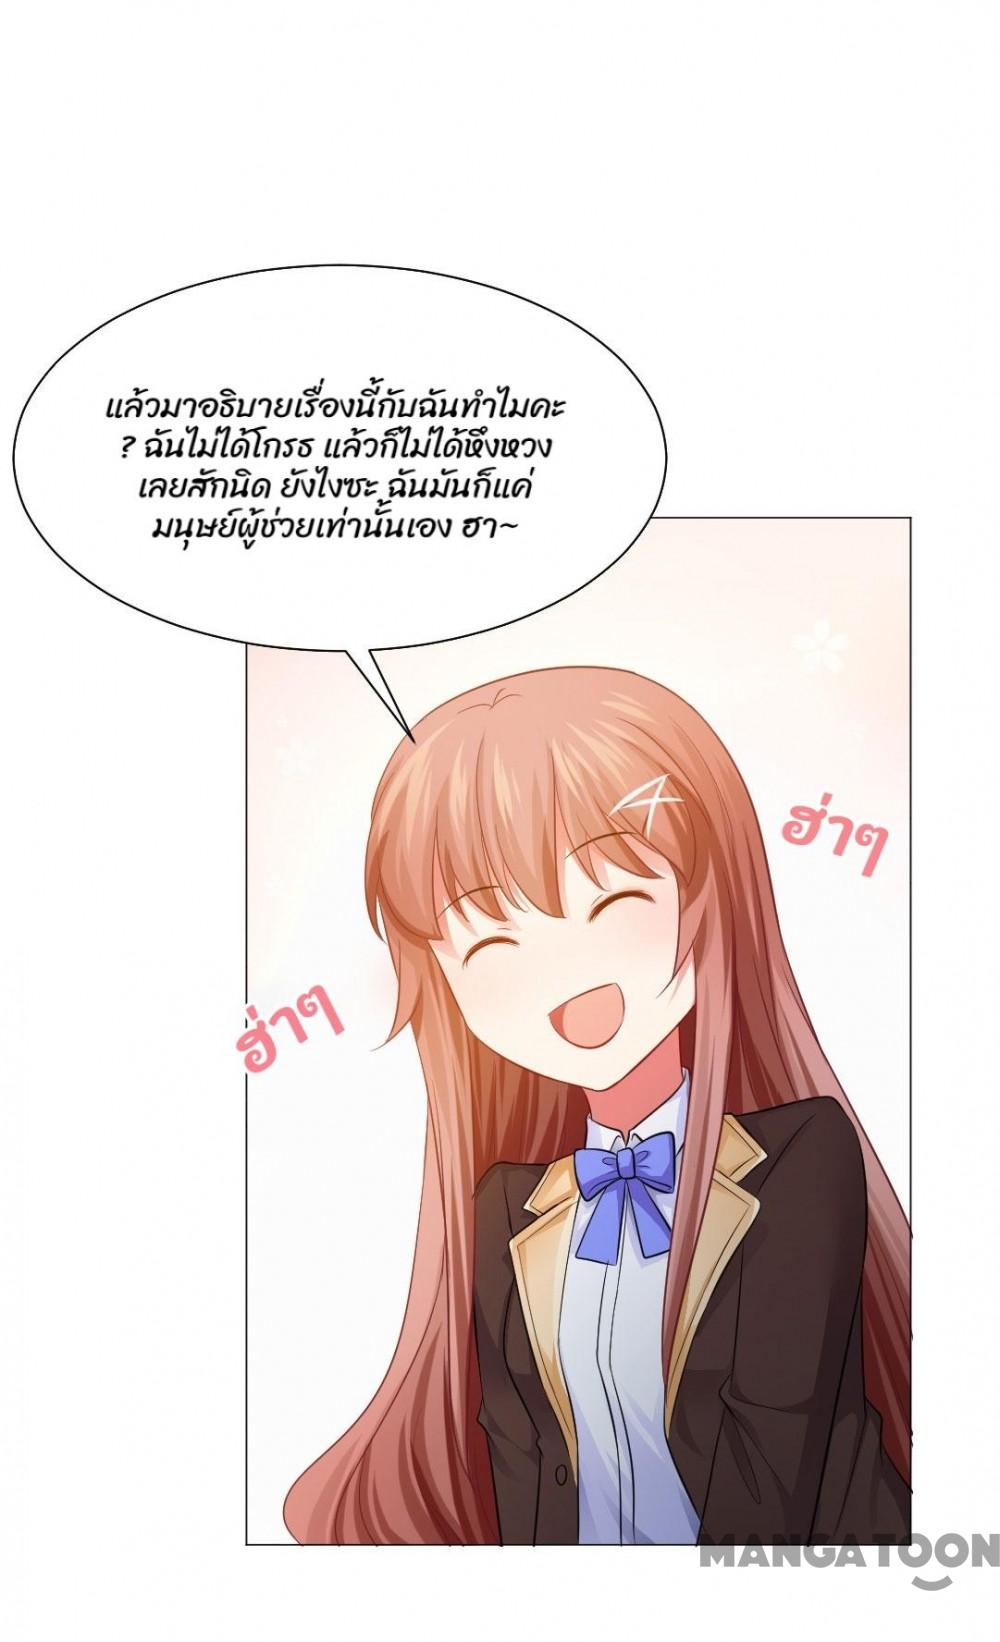 แล้วมาอธิบายเรื่องนี้กับฉันทำไมคะ
? ฉันไม่ได้โกรธ แล้วก็ไม่ได้หึงหวง
เลยสักนิด ยังไงซะ ฉันมันก็แค่
มนุษย์ผู้ช่วยเท่านั้นเอง ฮา~
ฮ่าๆ
ฮ่าๆ
MANGATOON